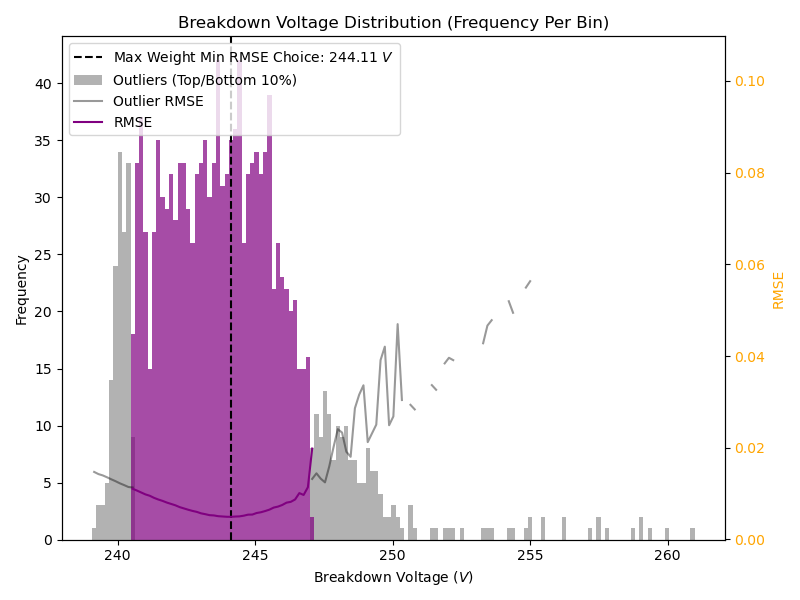 Breakdown Voltage Distribution (Frequency Per Bin)
Max Weight Min RMSE Choice: 244.11 V
Outliers (Top/Bottom 10%)
Outlier RMSE
RMSE
Frequency
40
35
30
25
20
15
10
5
0
0.10
0.08
0.06
0.04
0.02
0.00
RMSE
240
245
250
255
260
Breakdown Voltage (V)